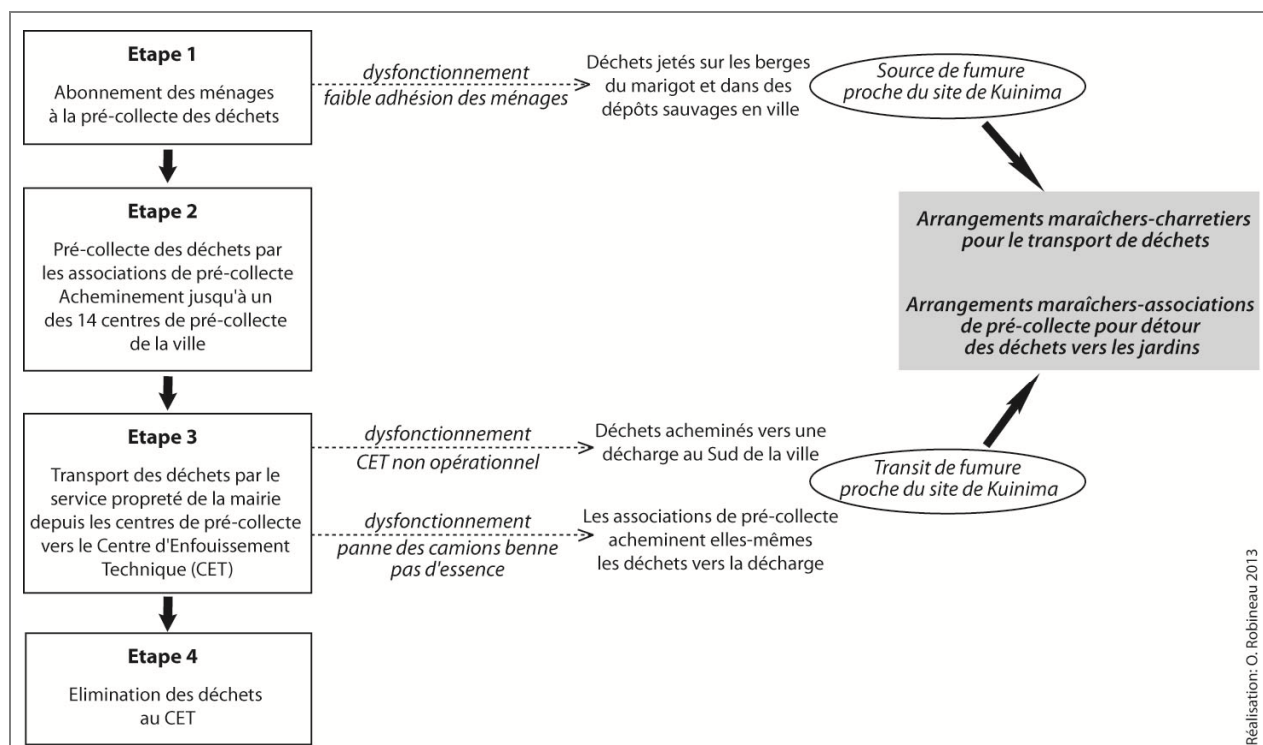 Etape 1
Abonnement des ménages
à la pré-collecte des déchets
dysfonctionnement
faible adhésion des ménages
Déchets jetés sur les berges
du marigot et dans des
dépôts sauvages en ville
Source de fumure
proche du site de Kuinima
Etape 2
Pré-collecte des déchets par
les associations de pré-collecte
Acheminement jusqu'à un
des 14 centres de pré-collecte
de la ville
Arrangements maraîchers-charretiers
pour le transport de déchets
Arrangements maraîchers-associations
de pré-collecte pour détour
des déchets vers les jardins
Etape 3
Transport des déchets par le
service propreté de la mairie
depuis les centres de pré-collecte
vers le Centre d'Enfouissement
Technique (CET)
dysfonctionnement
CET non opérationnel
Déchets acheminés vers une
décharge au Sud de la ville
dysfonctionnement
panne des camions benne
pas d'essence
Les associations de pré-collecte
acheminent elles-mêmes
les déchets vers la décharge
Transit de fumure
proche du site de Kuinima
Etape 4
Elimination des déchets
au CET
Réalisation: O. Robineau 2013